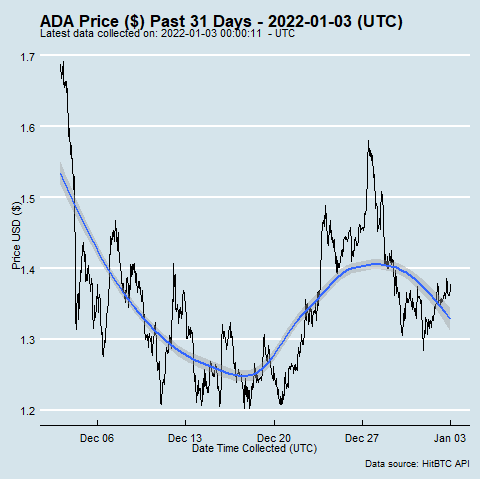 ADA Price ($) Past 31 Days - 2022-01-03 (UTC)
Latest data collected on: 2022-01-03 00:00:11  - UTC
1.7
1.6
1.5
1.4
1.3
1.2
Price USD ($)
Dec 06
Dec 13
Dec 20
Dec 27
Jan 03
Date Time Collected (UTC)
Data source: HitBTC API